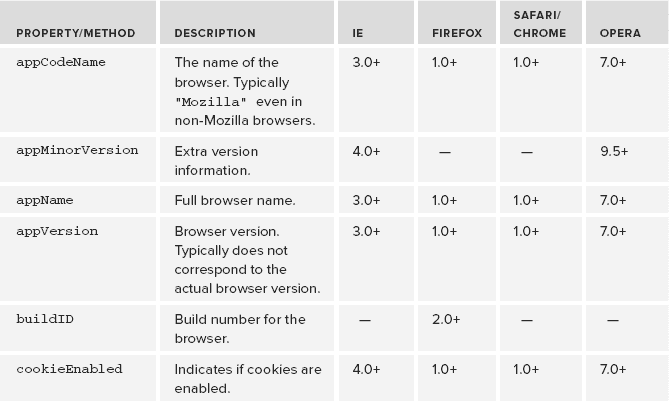 PROPERTY/METHOD DESCRIPTION IE FIREFOX SAFARI/
CHROME OPERA
appCodeName The name of the 3.0+ 1.0+ 1.0+ 7.0+
browser. Typically
"Mozilla" even in
non-Mozilla browsers.
appMinorVersion Extra version 4.0+ — — 9.5+
information.
appName Full browser name. 3.0+ 1.0+ 1.0+ 7.0+
appVersion Browser version. 3.0+ 1.0+ 1.0+ 7.0+
Typically does not
correspond to the
actual browser version.
buildID Build number for the — 2.0+ — —
browser.
cookieEnabled Indicates if cookies are 4.0+ 1.0+ 1.0+ 7.0+
enabled.